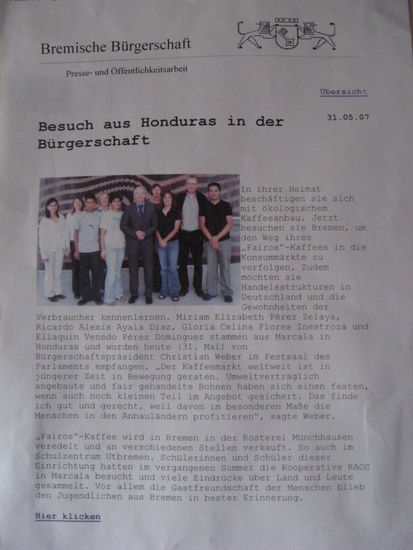 Bremische Bürgerschaft
Presse- und Öffentlichkeitsarbeit
Übersicht
31.05.07
Besuch aus Honduras in der
Bürgerschaft
In ihrer Heimat
beschäftigen sie sich
mit ökologischem
Kaffeeanbau. Jetzt
besuchen sie Bremen, um
den Weg ihres
„Fairos“-Kaffees in die
Konsummärkte zu
verfolgen. Zudem
möchten sie
Handelsstrukturen in
Deutschland und die
Gewohnheiten der
Verbraucher kennenlernen. Miriam Elizabeth Pérez Zelaya,
Ricardo Alexis Ayala Diaz, Gloria Celina Flores Inestroza und
Eliaquin Venedo Pérez Dominguez stammen aus Marcala in
Honduras und wurden heute (31. Mai) von
Bürgerschaftspräsident Christian Weber im Festsaal des
Parlaments empfangen. „Der Kaffeemarkt weltweit ist in
jüngerer Zeit in Bewegung geraten. Umweltverträglich
angebaute und fair gehandelte Bohnen haben sich einen festen,
wenn auch noch kleinen Teil im Angebot gesichert. Das finde
ich gut und gerecht, weil davon im besonderen Maße die
Menschen in den Anbauländern profitieren“, sagte Weber.
„Fairos“-Kaffee wird in Bremen in der Rösterei Münchhausen
veredelt und an verschiedenen Stellen verkauft. So auch im
Schulzentrum Utbremen. Schülerinnen und Schüler dieser
Einrichtung hatten im vergangenen Sommer die Kooperative RAOS
in Marcala besucht und viele Eindrücke über Land und Leute
gesammelt. Vor allem die Gastfreundschaft der Menschen blieb
den Jugendlichen aus Bremen in bester Erinnerung.
Hier klicken